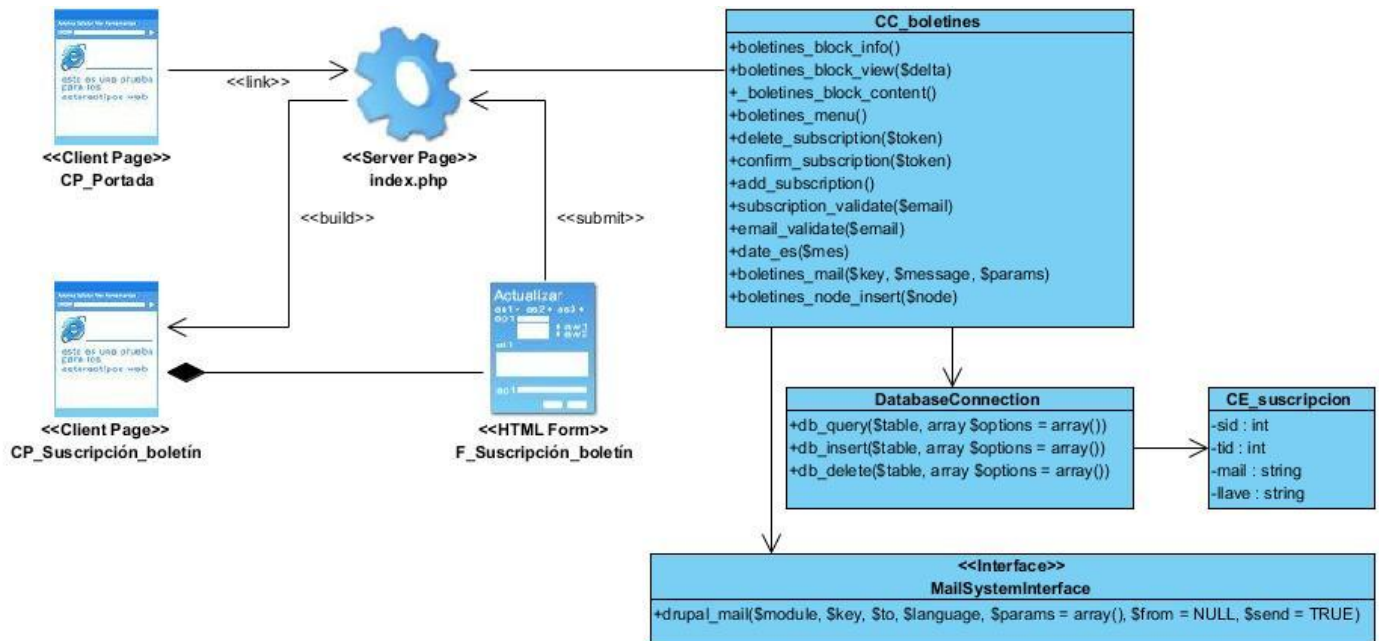 este es una prueba
para los
estereotipos web
<<Client Page>>
CP_Portada
<<link>>
<<Server Page>>
index.php
<<build>>
<<submit>>
este es una prueba
para los
estereotipos web
<<Client Page>>
CP_Suscripción_boletín
Actualizar
<<HTML Form>>
F_Suscripción_boletín
CC_boletines
+boletines_block_info()
+boletines_block_view($delta)
+_boletines_block_content()
+boletines_menu()
+delete_subscription($token)
+confirm_subscription($token)
+add_subscription()
+subscription_validate($email)
+email_validate($email)
+date_es($mes)
+boletines_mail($key, $message, $params)
+boletines_node_insert($node)
DatabaseConnection
+db_query($table, array $options = array())
+db_insert($table, array $options = array())
+db_delete($table, array $options = array())
CE_suscripcion
-sid : int
-tid : int
-mail : string
-llave : string
<<Interface>>
MailSystemInterface
+drupal_mail($module, $key, $to, $language, $params = array(), $from = NULL, $send = TRUE)